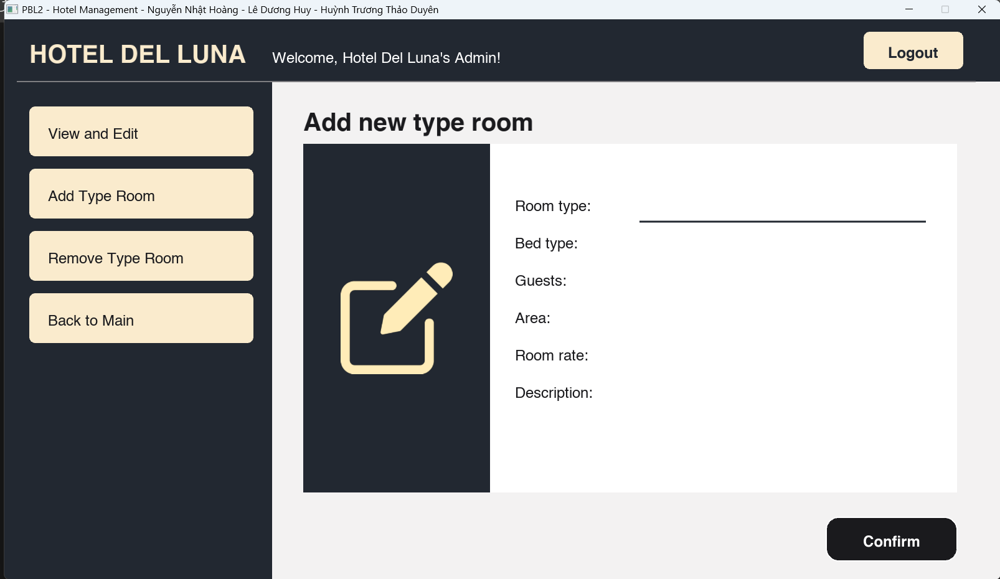 PBL2 - Hotel Management - Nguyễn Nhật Hoàng - Lê Dương Huy - Huỳnh Trương Thảo Duyên
HOTEL DEL LUNA
Welcome, Hotel Del Luna's Admin!
Logout
View and Edit
Add Type Room
Remove Type Room
Back to Main
Add new type room
Room type:
Bed type:
Guests:
Area:
Room rate:
Description:
Confirm